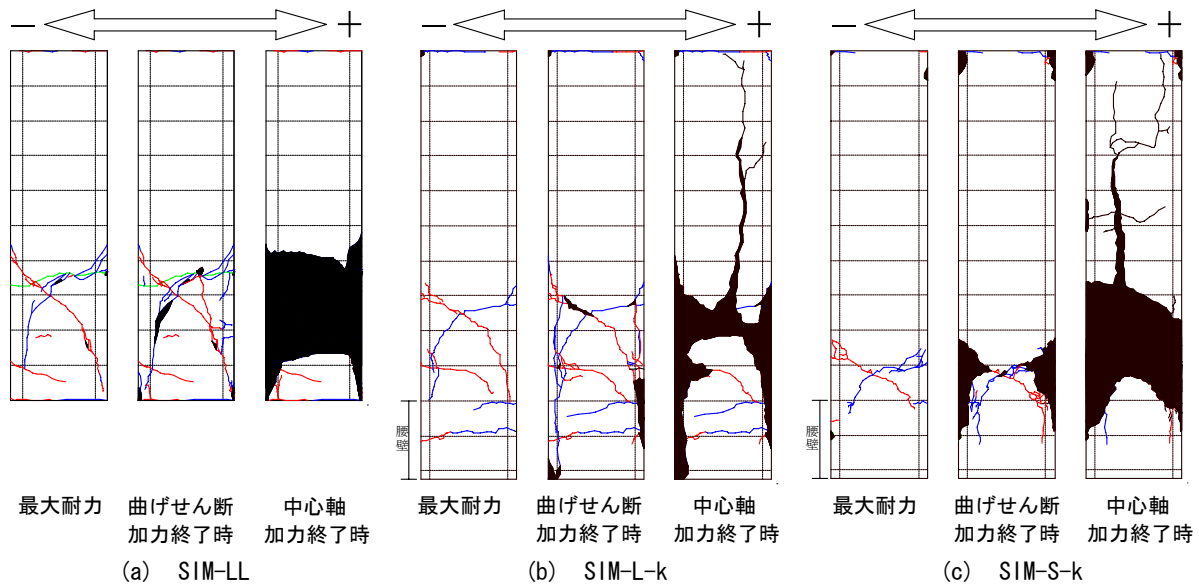 − +
− +
− +
腰壁
腰壁
最大耐力
曲げせん断
加力終了時
中心軸
加力終了時
最大耐力
曲げせん断
加力終了時
中心軸
加力終了時
最大耐力
曲げせん断
加力終了時
中心軸
加力終了時
(a) SIM-LL
(b) SIM-L-k
(c) SIM-S-k